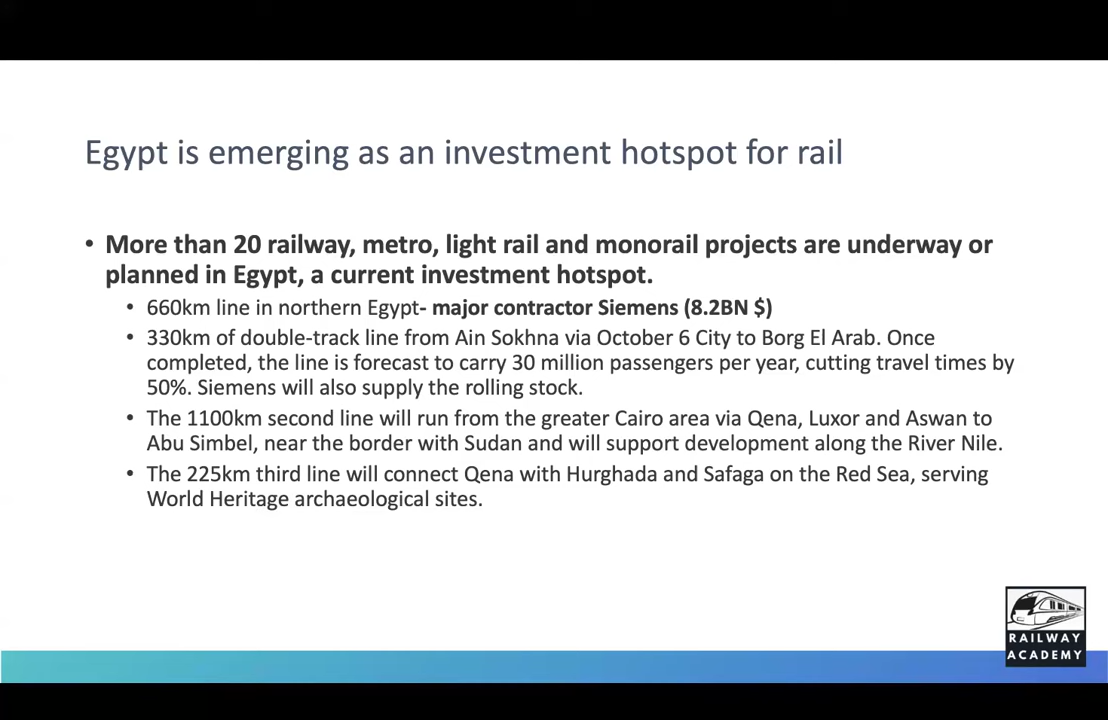 Egypt is emerging as an investment hotspot for rail
• More than 20 railway, metro, light rail and monorail projects are underway or
planned in Egypt, a current investment hotspot.
• 660km line in northern Egypt- major contractor Siemens (8.2BN $)
• 330km of double-track line from Ain Sokhna via October 6 City to Borg El Arab. Once
completed, the line is forecast to carry 30 million passengers per year, cutting travel times by
50%. Siemens will also supply the rolling stock.
• The 1100km second line will run from the greater Cairo area via Qena, Luxor and Aswan to
Abu Simbel, near the border with Sudan and will support development along the River Nile.
• The 225km third line will connect Qena with Hurghada and Safaga on the Red Sea, serving
World Heritage archaeological sites.
RAILWAY
ACADEMY